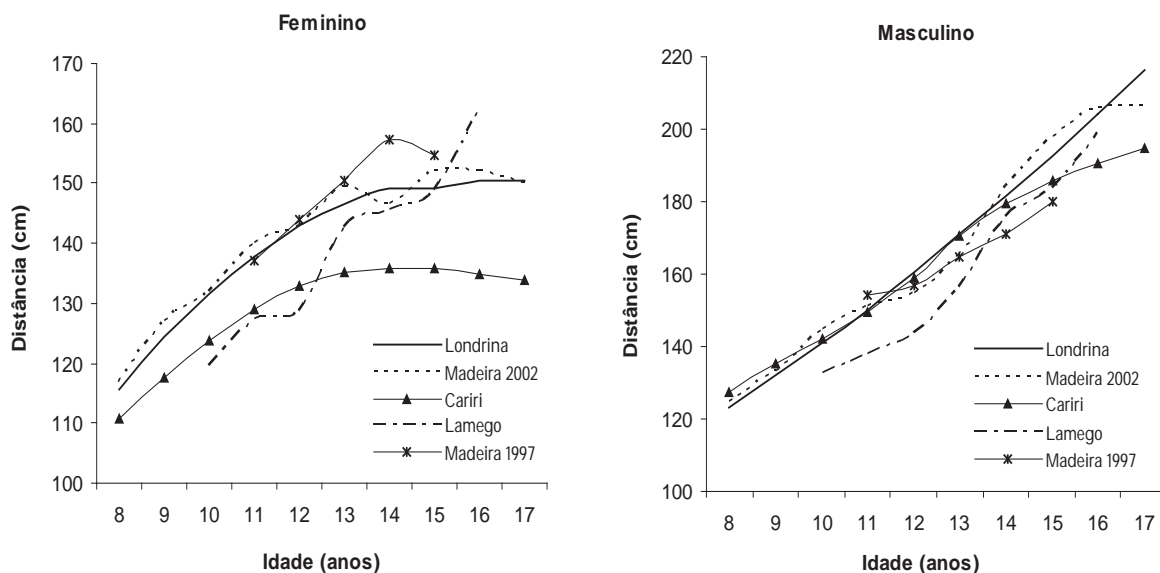 Feminino
Distância (cm)
170
160
150
140
130
120
110
100
8 9 10 11 12 13 14 15 16 17
Idade (anos)
Londrina
Madeira 2002
Cariri
Lamego
Madeira 1997
Masculino
Distância (cm)
220
200
180
160
140
120
100
8 9 10 11 12 13 14 15 16 17
Idade (anos)
Londrina
Madeira 2002
Cariri
Lamego
Madeira 1997